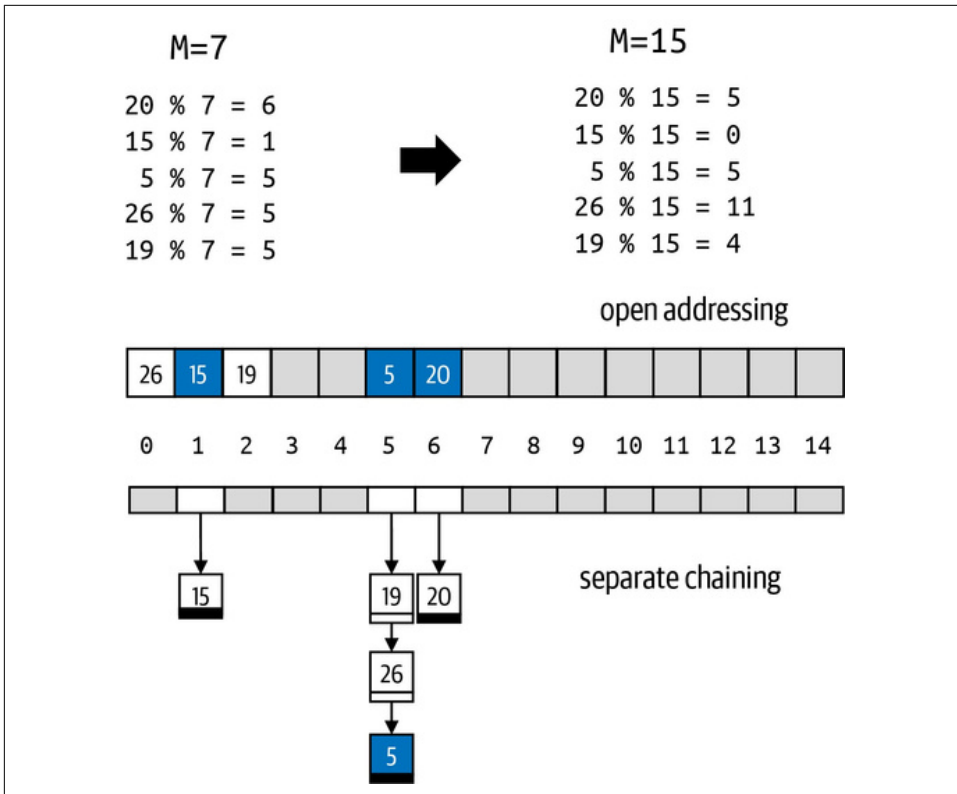 M=7
20 % 7 = 6
15 % 7 = 1
5 % 7 = 5
26 % 7 = 5
19 % 7 = 5
M=15
20 % 15 = 5
15 % 15 = 0
5 % 15 = 5
26 % 15 = 11
19 % 15 = 4
open addressing
26 15 19 5 20
0 1 2 3 4 5 6 7 8 9 10 11 12 13 14
separate chaining
15 19 20
26
5